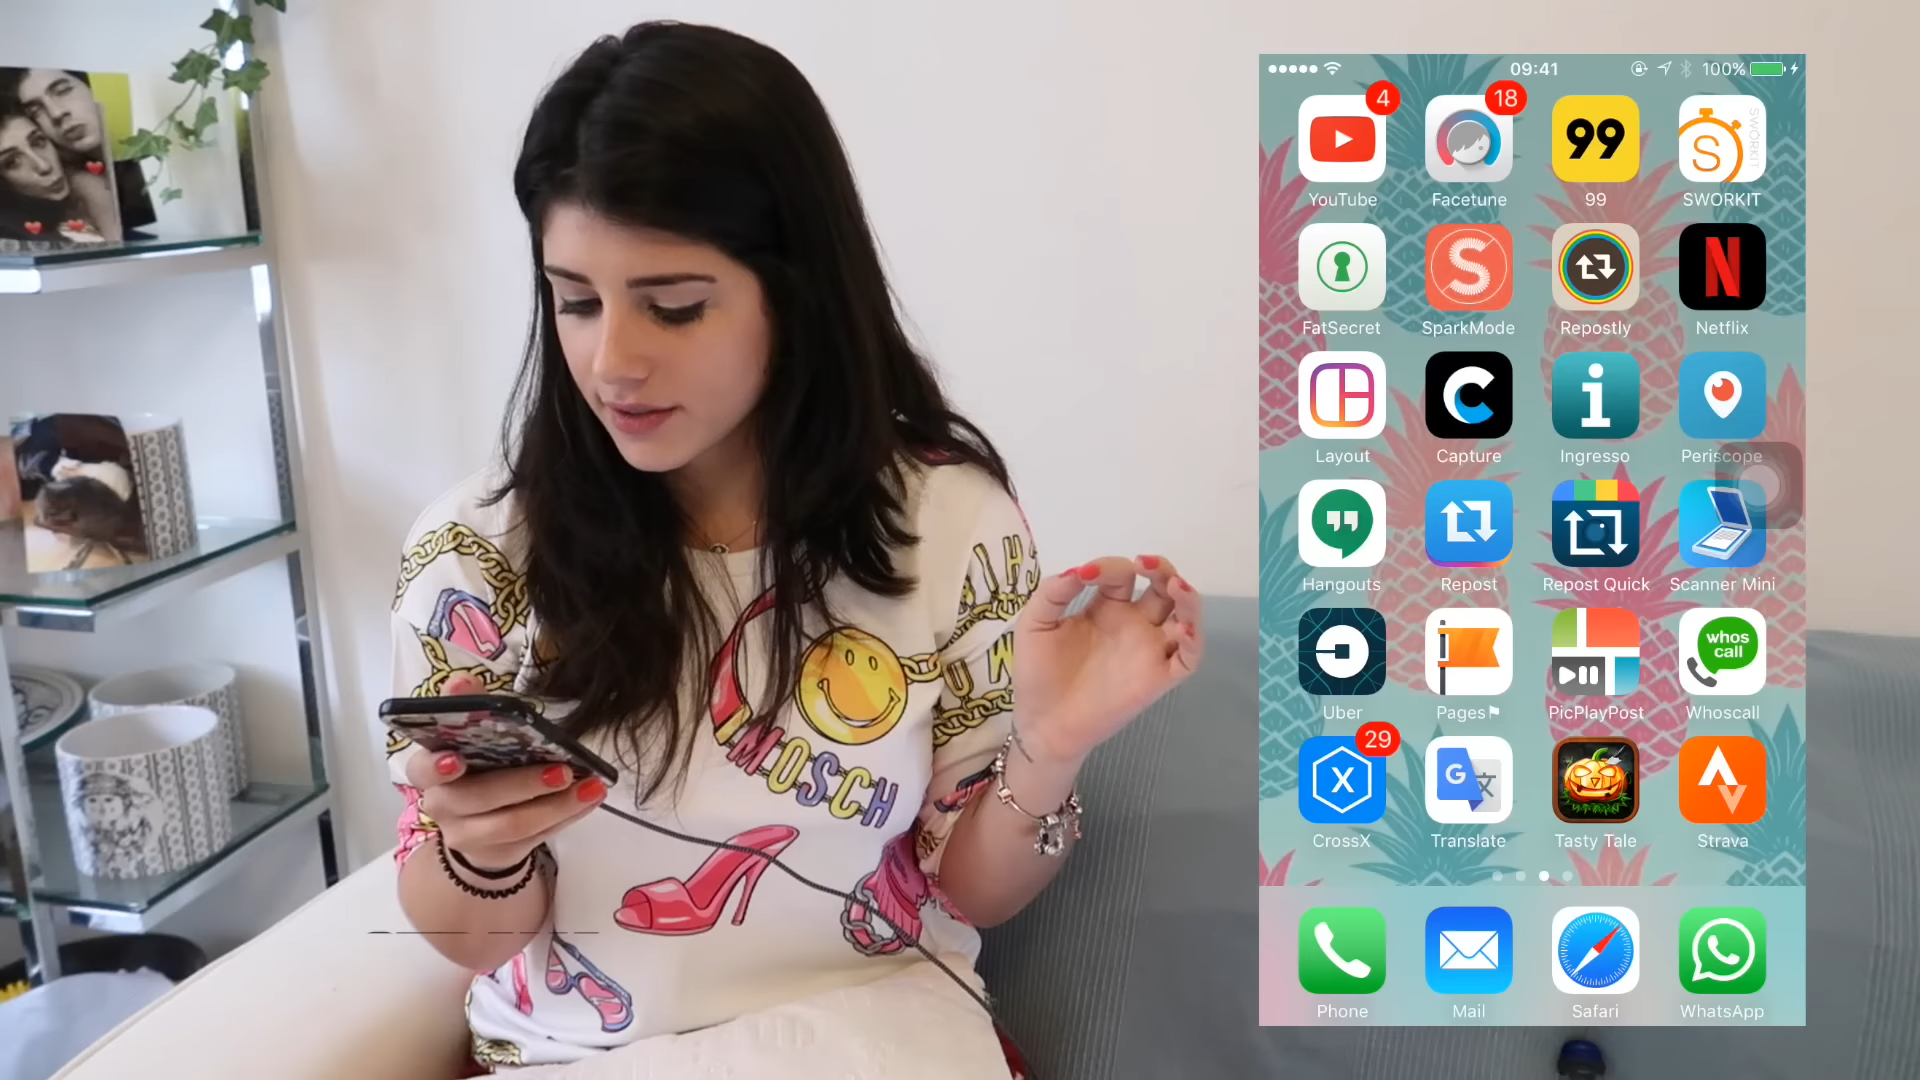 09:41
100%
4
18
99
S
SWORKIT
YouTube
Facetune
99
SWORKIT
S
N
FatSecret
SparkMode
Repostly
Netflix
C
i
Layout
Capture
Ingresso
Periscope
Hangouts
Repost
Repost Quick
Scanner Mini
whos
call
Uber
Pages
PicPlayPost
Whoscall
29
X
G 文
CrossX
Translate
Tasty Tale
Strava
Phone
Mail
Safari
WhatsApp
MOSCH